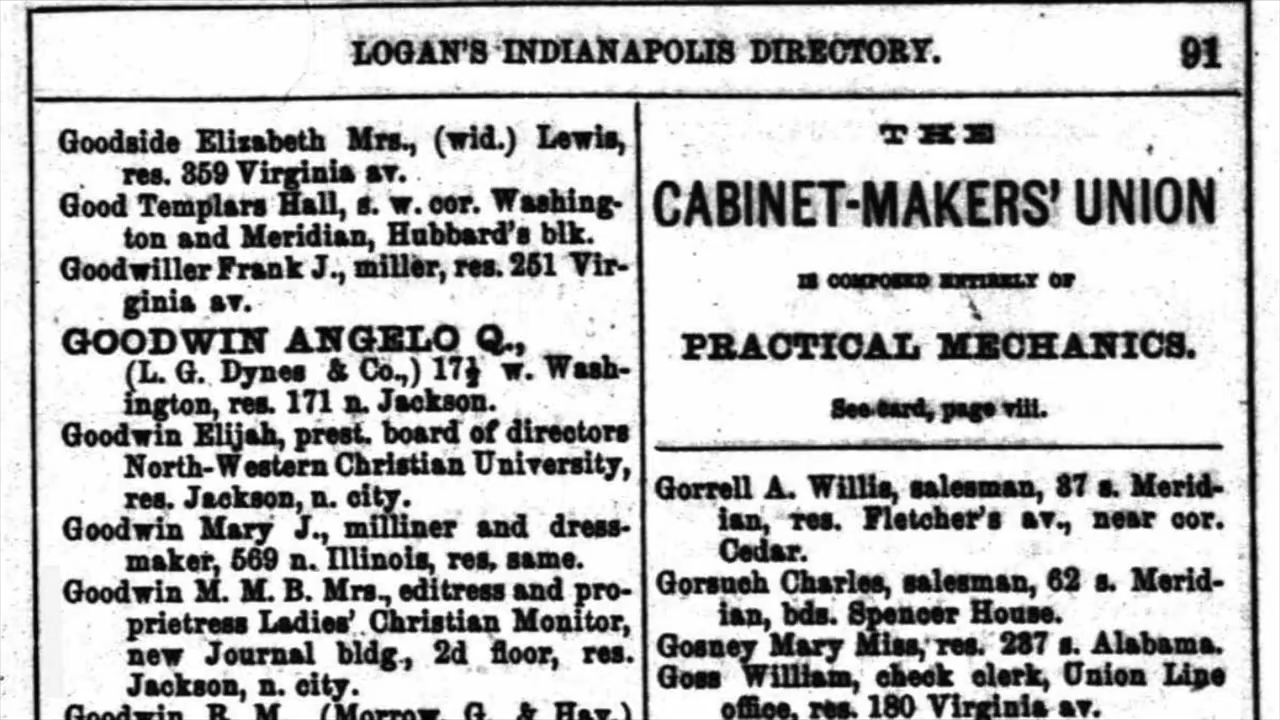 LOGAN'S INDIANAPOLIS DIRECTORY. 91
Goodside Elizabeth Mrs., (wid.) Lewis,
res. 359 Virginia av.
Good Templars Hall, s. w. cor. Washing-
ton and Meridian, Hubbard's blk.
Goodwiller Frank J., miller, res. 251 Vir-
ginia av.
GOODWIN ANGELO Q.,
(L. G. Dynes & Co.,) 17½ w. Wash-
ington, res. 171 n. Jackson.
Goodwin Elijah, prest. board of directors
North-Western Christian University,
res. Jackson, n. city.
Goodwin Mary J., milliner and dress-
maker, 569 n. Illinois, res, same.
Goodwin M. M. B. Mrs., editress and pro-
prietress Ladies' Christian Monitor,
new Journal bldg., 2d floor, res.
Jackson, n. city.
Goodwin R. M., (Morrow, G. & Hay,)
THE
CABINET-MAKERS' UNION
IS COMPOSED ENTIRELY OF
PRACTICAL MECHANICS.
See card, page viii.
Gorrell A. Willis, salesman, 37 s. Merid-
ian, res. Fletcher's av., near cor.
Cedar.
Gorsuch Charles, salesman, 62 s. Merid-
ian, bds. Spencer House.
Gosney Mary Miss, res. 287 s. Alabama.
Goss William, check clerk, Union Line
office, res. 180 Virginia av.